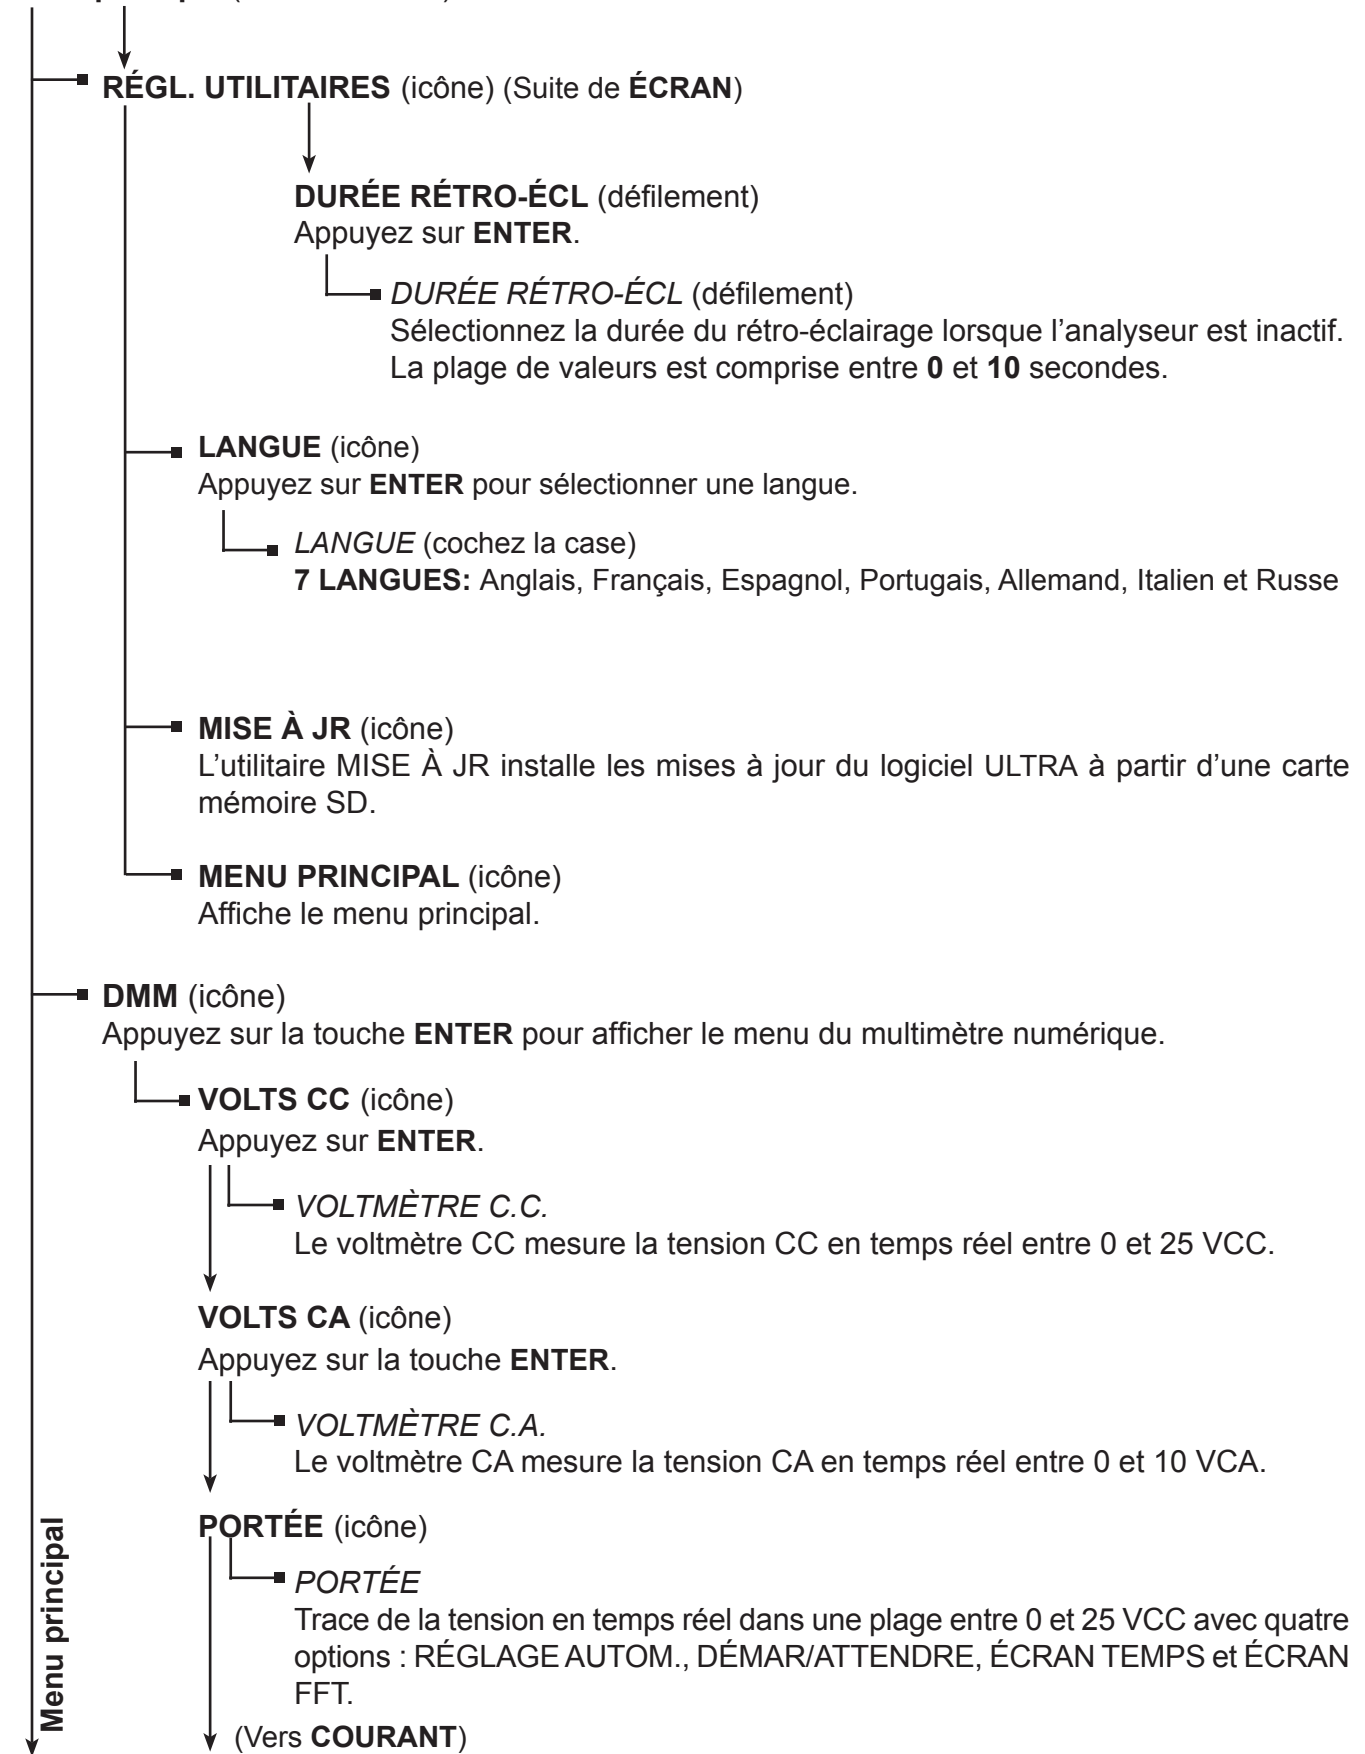 RÉGL. UTILITAIRES (icône) (Suite de ÉCRAN)
DURÉE RÉTRO-ÉCL (défilement)
Appuyez sur ENTER.
DURÉE RÉTRO-ÉCL (défilement)
Sélectionnez la durée du rétro-éclairage lorsque l’analyseur est inactif.
La plage de valeurs est comprise entre 0 et 10 secondes.
LANGUE (icône)
Appuyez sur ENTER pour sélectionner une langue.
LANGUE (cochez la case)
7 LANGUES: Anglais, Français, Espagnol, Portugais, Allemand, Italien et Russe
MISE À JR (icône)
L’utilitaire MISE À JR installe les mises à jour du logiciel ULTRA à partir d’une carte
mémoire SD.
MENU PRINCIPAL (icône)
Affiche le menu principal.
DMM (icône)
Appuyez sur la touche ENTER pour afficher le menu du multimètre numérique.
VOLTS CC (icône)
Appuyez sur ENTER.
VOLTMÈTRE C.C.
Le voltmètre CC mesure la tension CC en temps réel entre 0 et 25 VCC.
VOLTS CA (icône)
Appuyez sur la touche ENTER.
VOLTMÈTRE C.A.
Le voltmètre CA mesure la tension CA en temps réel entre 0 et 10 VCA.
PORTÉE (icône)
PORTÉE
Trace de la tension en temps réel dans une plage entre 0 et 25 VCC avec quatre
options : RÉGLAGE AUTOM., DÉMAR/ATTENDRE, ÉCRAN TEMPS et ÉCRAN
FFT.
(Vers COURANT)
Menu principal